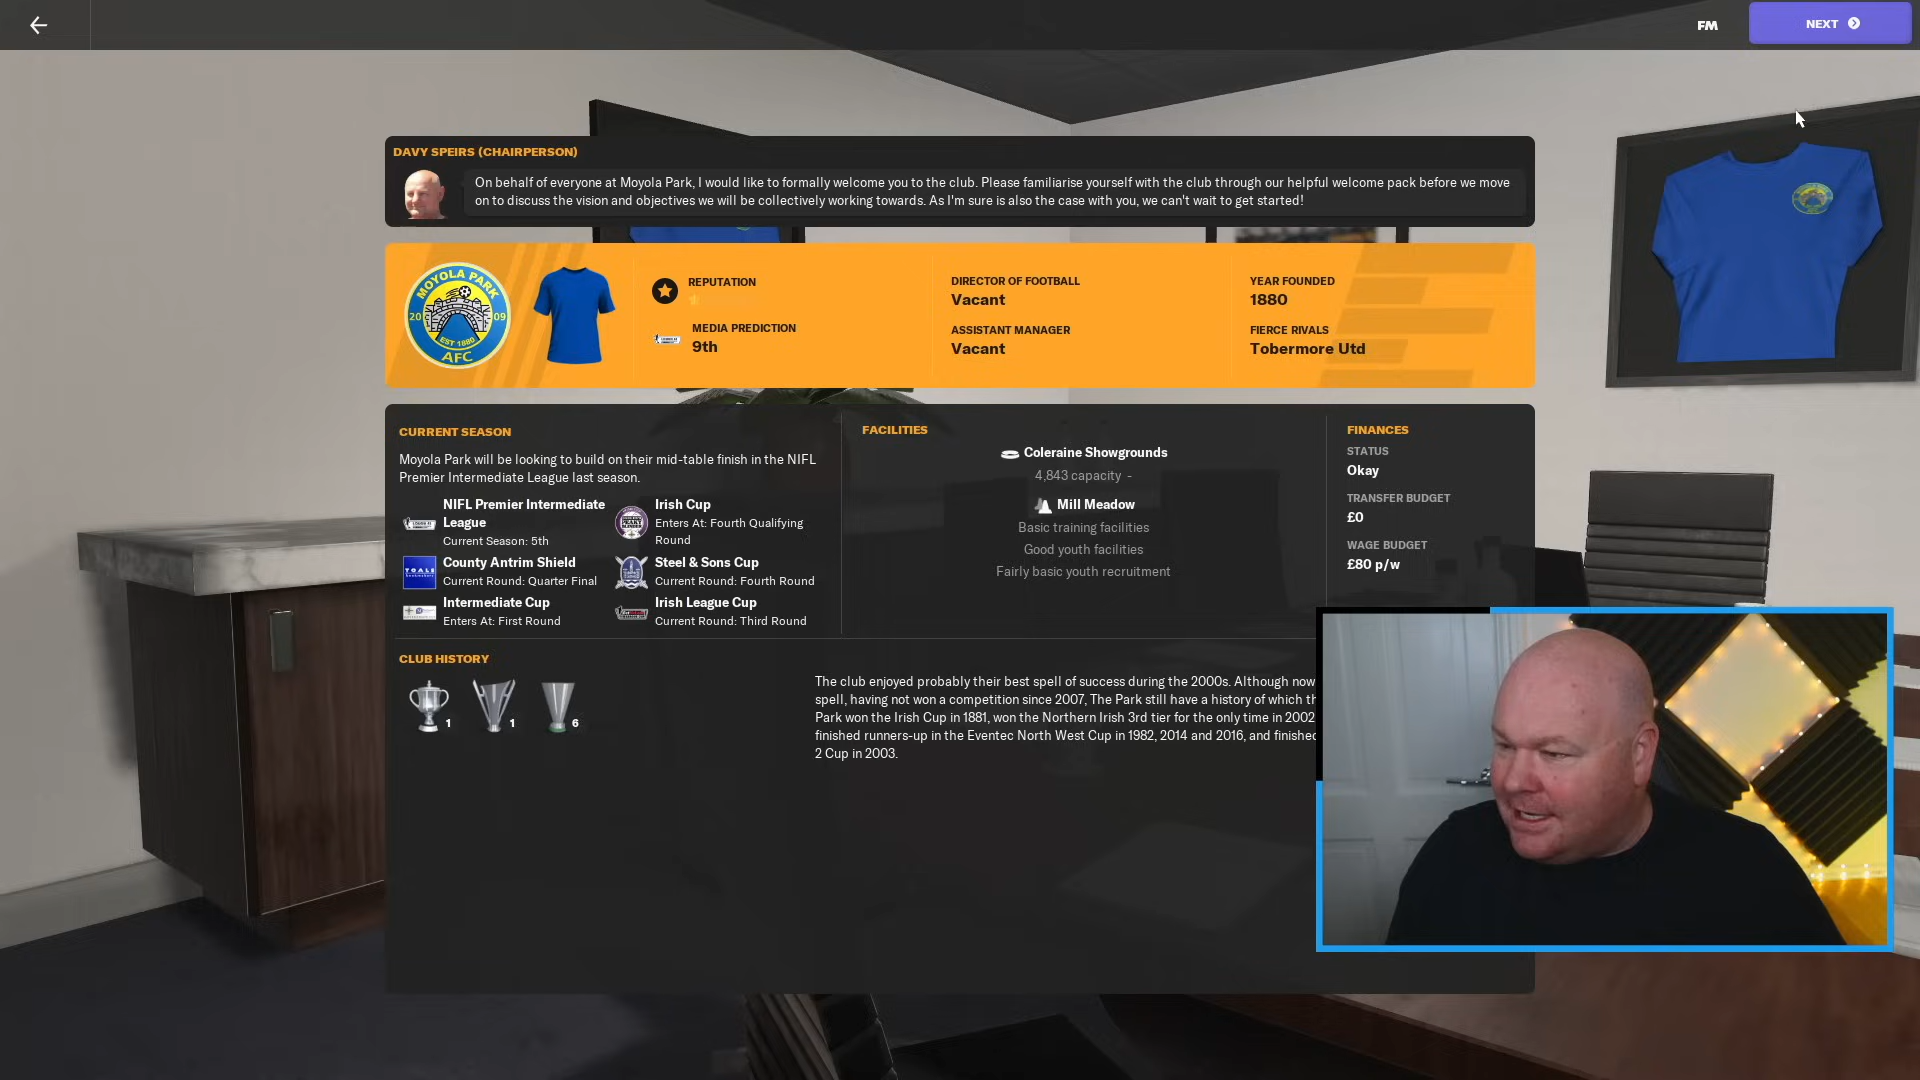 FM
NEXT
DAVY SPEIRS (CHAIRPERSON)
On behalf of everyone at Moyola Park, I would like to formally welcome you to the club. Please familiarise yourself with the club through our helpful welcome pack before we move
on to discuss the vision and objectives we will be collectively working towards. As I'm sure is also the case with you, we can't wait to get started!
MOYOLA PARK
20 09
EST 1880
AFC
REPUTATION
MEDIA PREDICTION
9th
DIRECTOR OF FOOTBALL
Vacant
ASSISTANT MANAGER
Vacant
YEAR FOUNDED
1880
FIERCE RIVALS
Tobermore Utd
CURRENT SEASON
Moyola Park will be looking to build on their mid-table finish in the NIFL
Premier Intermediate League last season.
NIFL Premier Intermediate
League
Current Season: 5th
Irish Cup
Enters At: Fourth Qualifying
Round
County Antrim Shield
Current Round: Quarter Final
Steel & Sons Cup
Current Round: Fourth Round
Intermediate Cup
Enters At: First Round
Irish League Cup
Current Round: Third Round
FACILITIES
Coleraine Showgrounds
4,843 capacity -
Mill Meadow
Basic training facilities
Good youth facilities
Fairly basic youth recruitment
FINANCES
STATUS
Okay
TRANSFER BUDGET
£0
WAGE BUDGET
£80 p/w
CLUB HISTORY
1
1
6
The club enjoyed probably their best spell of success during the 2000s. Although now
spell, having not won a competition since 2007, The Park still have a history of which
Park won the Irish Cup in 1881, won the Northern Irish 3rd tier for the only time in 2002
finished runners-up in the Eventec North West Cup in 1982, 2014 and 2016, and finished
2 Cup in 2003.